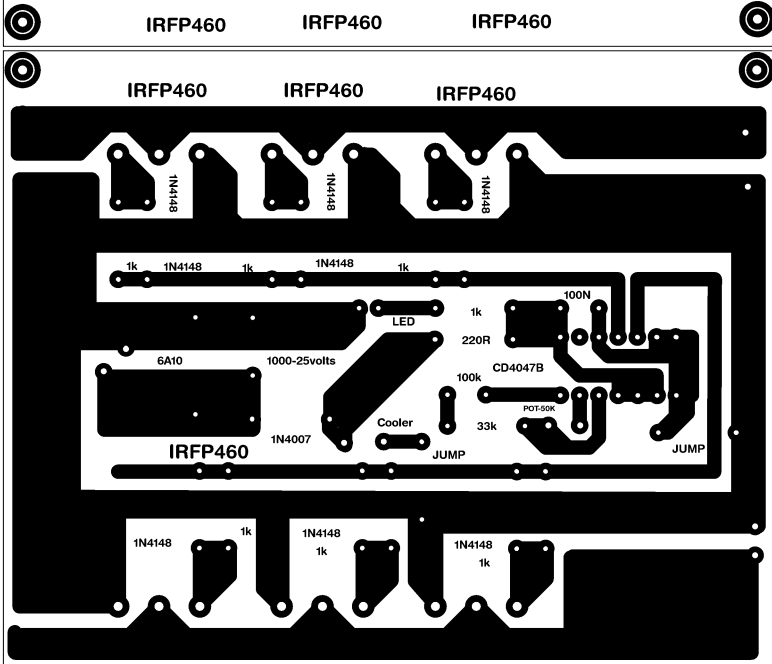 IRFP460 IRFP460 IRFP460
IRFP460 IRFP460 IRFP460
1N4148 1N4148 1N4148
1k 1N4148 1k 1N4148 1k
100N
1k
LED
220R
6A10 1000-25volts
CD4047B
100k
POT-50K
Cooler 33k
1N4007
IRFP460 JUMP JUMP
1k 1N4148
1N4148 1N4148
1k
1k